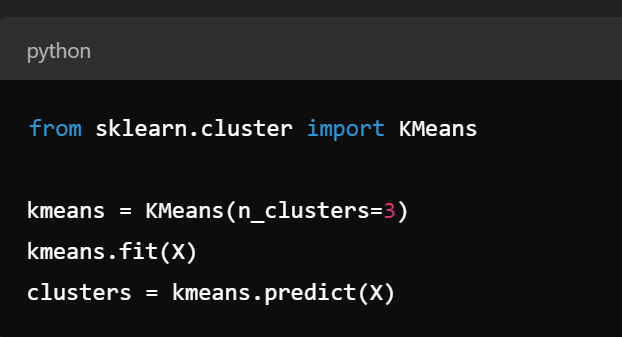 python
from sklearn.cluster import KMeans
kmeans = KMeans(n_clusters=3)
kmeans.fit(X)
clusters = kmeans.predict(X)